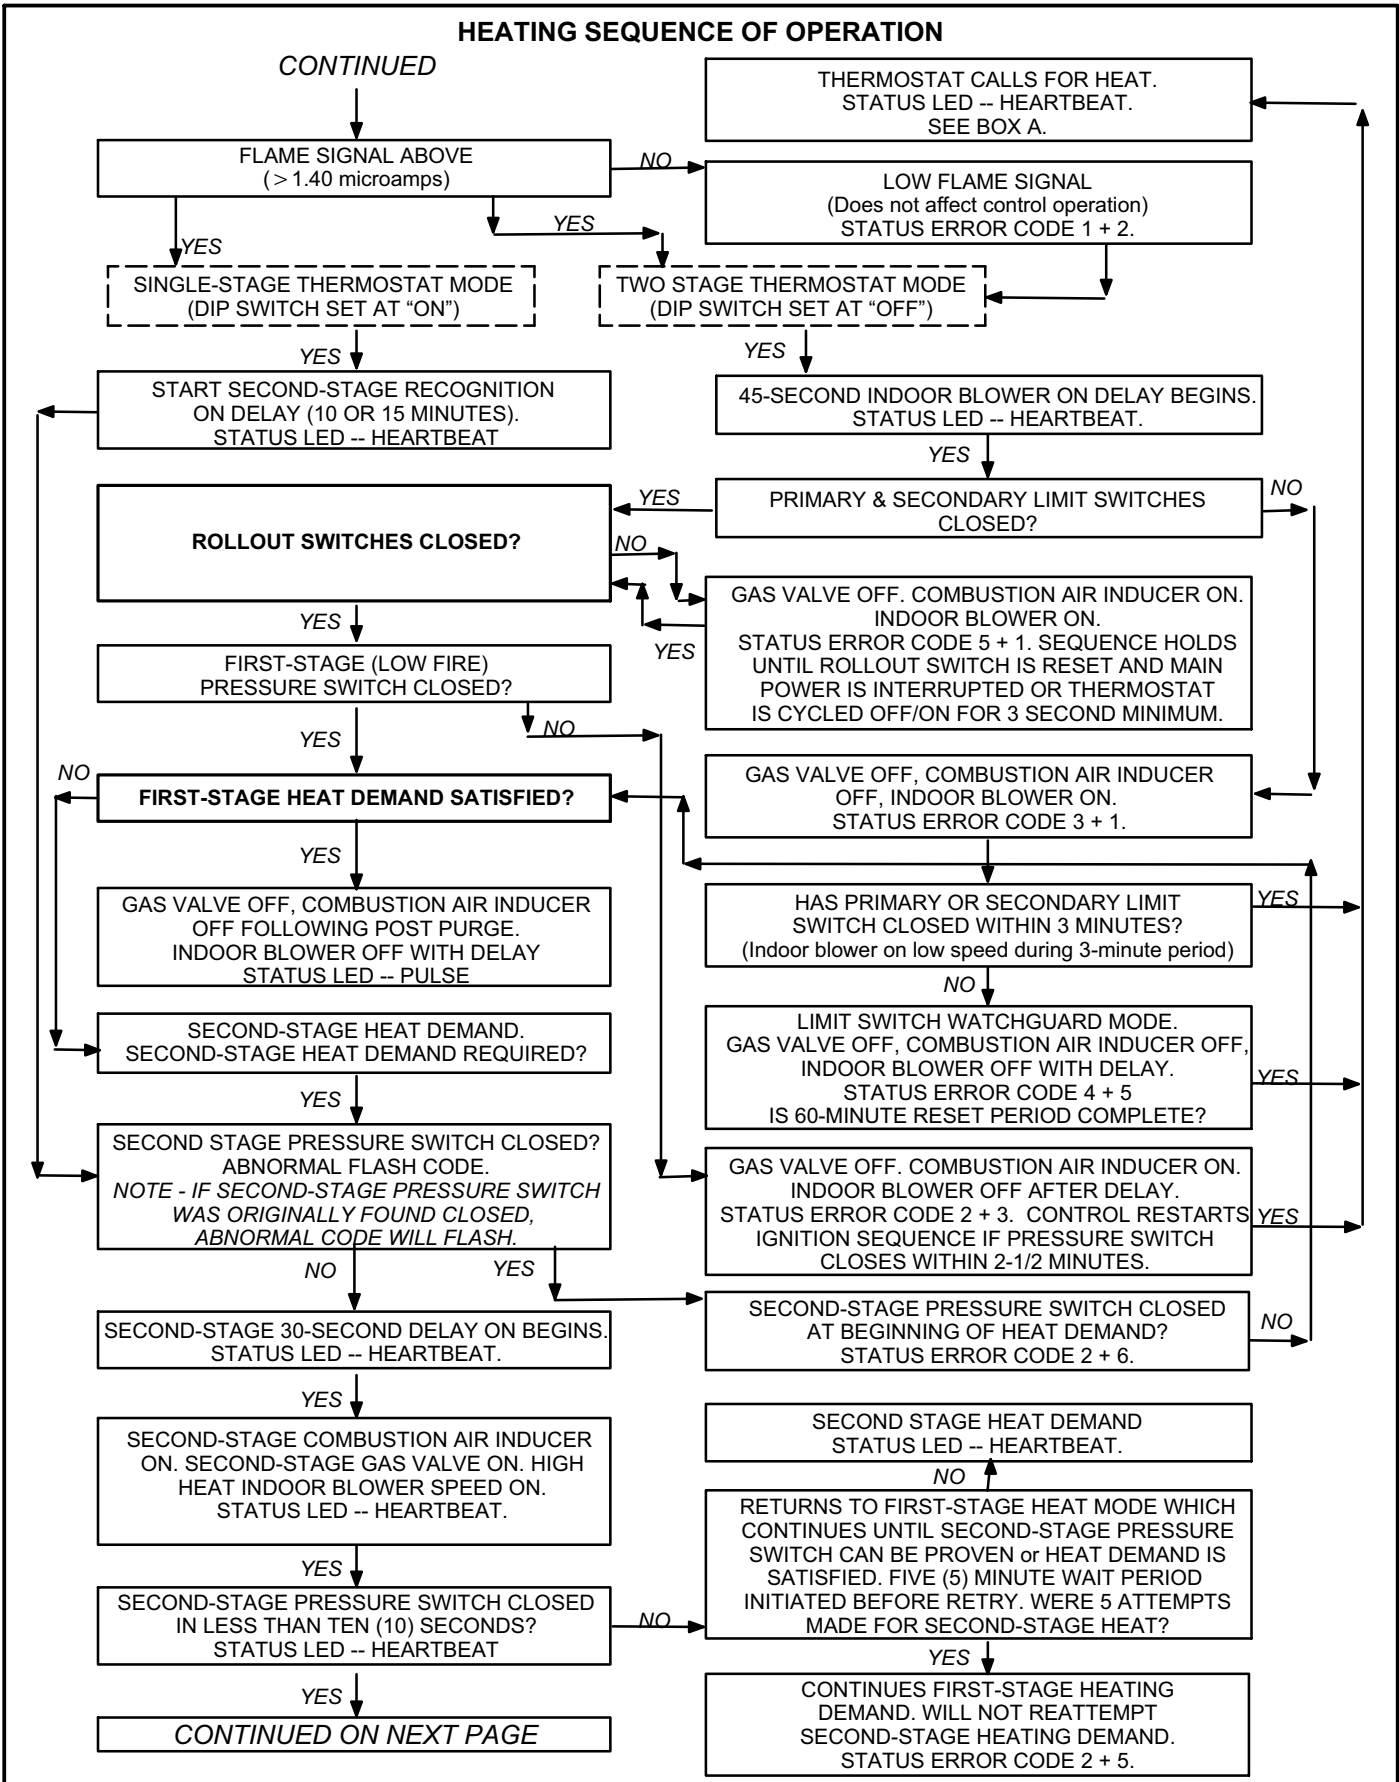 HEATING SEQUENCE OF OPERATION
CONTINUED
THERMOSTAT CALLS FOR HEAT.
STATUS LED -- HEARTBEAT.
SEE BOX A.
FLAME SIGNAL ABOVE
(>1.40 microamps)
NO
LOW FLAME SIGNAL
(Does not affect control operation)
STATUS ERROR CODE 1 + 2.
YES
YES
SINGLE-STAGE THERMOSTAT MODE
(DIP SWITCH SET AT “ON”)
TWO STAGE THERMOSTAT MODE
(DIP SWITCH SET AT “OFF”)
YES
YES
START SECOND-STAGE RECOGNITION
ON DELAY (10 OR 15 MINUTES).
STATUS LED -- HEARTBEAT
45-SECOND INDOOR BLOWER ON DELAY BEGINS.
STATUS LED -- HEARTBEAT.
YES
PRIMARY & SECONDARY LIMIT SWITCHES
CLOSED?
YES
NO
ROLLOUT SWITCHES CLOSED?
NO
GAS VALVE OFF. COMBUSTION AIR INDUCER ON.
INDOOR BLOWER ON.
STATUS ERROR CODE 5 + 1. SEQUENCE HOLDS
UNTIL ROLLOUT SWITCH IS RESET AND MAIN
POWER IS INTERRUPTED OR THERMOSTAT
IS CYCLED OFF/ON FOR 3 SECOND MINIMUM.
YES
YES
FIRST-STAGE (LOW FIRE)
PRESSURE SWITCH CLOSED?
YES
NO
NO
FIRST-STAGE HEAT DEMAND SATISFIED?
GAS VALVE OFF, COMBUSTION AIR INDUCER
OFF, INDOOR BLOWER ON.
STATUS ERROR CODE 3 + 1.
YES
GAS VALVE OFF, COMBUSTION AIR INDUCER
OFF FOLLOWING POST PURGE.
INDOOR BLOWER OFF WITH DELAY
STATUS LED -- PULSE
HAS PRIMARY OR SECONDARY LIMIT
SWITCH CLOSED WITHIN 3 MINUTES?
(Indoor blower on low speed during 3-minute period)
YES
NO
SECOND-STAGE HEAT DEMAND.
SECOND-STAGE HEAT DEMAND REQUIRED?
LIMIT SWITCH WATCHGUARD MODE.
GAS VALVE OFF, COMBUSTION AIR INDUCER OFF,
INDOOR BLOWER OFF WITH DELAY.
STATUS ERROR CODE 4 + 5
IS 60-MINUTE RESET PERIOD COMPLETE?
YES
YES
SECOND STAGE PRESSURE SWITCH CLOSED?
ABNORMAL FLASH CODE.
NOTE - IF SECOND-STAGE PRESSURE SWITCH
WAS ORIGINALLY FOUND CLOSED,
ABNORMAL CODE WILL FLASH.
GAS VALVE OFF. COMBUSTION AIR INDUCER ON.
INDOOR BLOWER OFF AFTER DELAY.
STATUS ERROR CODE 2 + 3. CONTROL RESTARTS
IGNITION SEQUENCE IF PRESSURE SWITCH
CLOSES WITHIN 2-1/2 MINUTES.
YES
NO
YES
SECOND-STAGE 30-SECOND DELAY ON BEGINS.
STATUS LED -- HEARTBEAT.
SECOND-STAGE PRESSURE SWITCH CLOSED
AT BEGINNING OF HEAT DEMAND?
STATUS ERROR CODE 2 + 6.
NO
YES
SECOND-STAGE COMBUSTION AIR INDUCER
ON. SECOND-STAGE GAS VALVE ON. HIGH
HEAT INDOOR BLOWER SPEED ON.
STATUS LED -- HEARTBEAT.
SECOND STAGE HEAT DEMAND
STATUS LED -- HEARTBEAT.
NO
RETURNS TO FIRST-STAGE HEAT MODE WHICH
CONTINUES UNTIL SECOND-STAGE PRESSURE
SWITCH CAN BE PROVEN or HEAT DEMAND IS
SATISFIED. FIVE (5) MINUTE WAIT PERIOD
INITIATED BEFORE RETRY. WERE 5 ATTEMPTS
MADE FOR SECOND-STAGE HEAT?
YES
SECOND-STAGE PRESSURE SWITCH CLOSED
IN LESS THAN TEN (10) SECONDS?
STATUS LED -- HEARTBEAT
NO
YES
YES
CONTINUED ON NEXT PAGE
CONTINUES FIRST-STAGE HEATING
DEMAND. WILL NOT REATTEMPT
SECOND-STAGE HEATING DEMAND.
STATUS ERROR CODE 2 + 5.